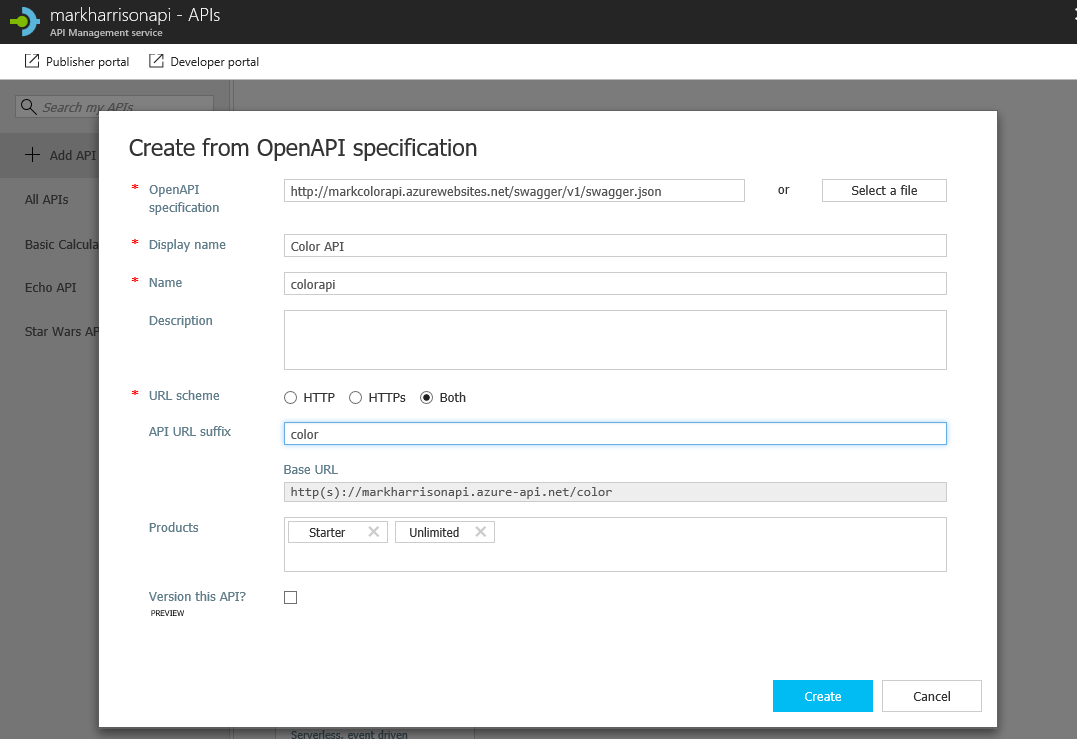 markharrisonapi - APIs
API Management service
Publisher portal
Developer portal
Search my APIs
Add API
All APIs
Basic Calcula
Echo API
Star Wars AP
Create from OpenAPI specification
* OpenAPI specification
http://markcolorapi.azurewebsites.net/swagger/v1/swagger.json
or
Select a file
* Display name
Color API
* Name
colorapi
Description
* URL scheme
HTTP
HTTPs
Both
API URL suffix
color
Base URL
http(s)://markharrisonapi.azure-api.net/color
Products
Starter
Unlimited
Version this API?
PREVIEW
Create
Cancel
Serverless, event driven